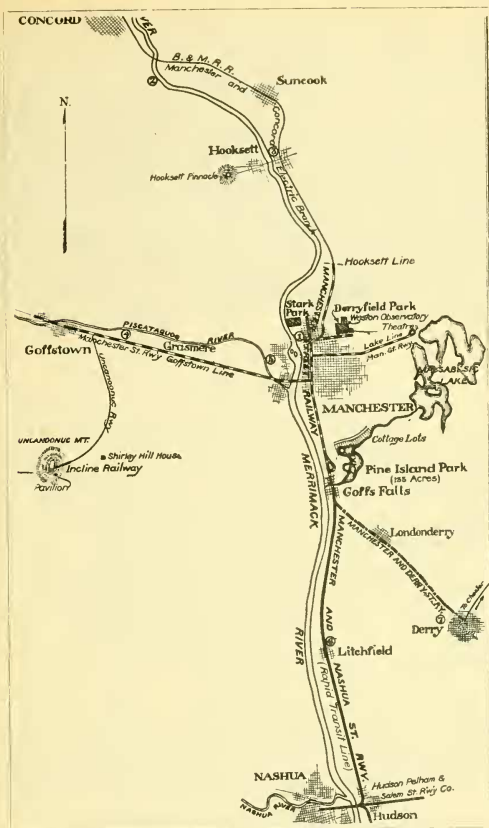 CONCORD
VER
B. & M. R. R.
Manchester and
Concord
Electric Branch
Suncook
2
N.
Hooksett
Hooksett Pinnacle
Hooksett Line
Stark
Park
Derryfield Park
Weston Observatory
Theatre
MANCHESTER
STREET
RAILWAY
Lake Line
Man. St. Rwy
MASSABESIC
LAKE
PISCATAQUOG
RIVER
Grasmere
Goffstown
Manchester St. Rwy
Goffstown Line
MANCHESTER
Cottage Lots
UNCANOONUC RWY
UNCANOONUC MT.
Shirley Hill House
Incline Railway
Pavilion
Pine Island Park
(135 Acres)
Goffs Falls
MERRIMACK
RIVER
Londonderry
MANCHESTER AND DERRY ST. RY.
To Chester
Derry
MANCHESTER
AND
NASHUA
ST.
RWY.
(Rapid Transit Line)
Litchfield
NASHUA
NASHUA RIVER
Hudson Pelham &
Salem St. Rwy Co.
Hudson